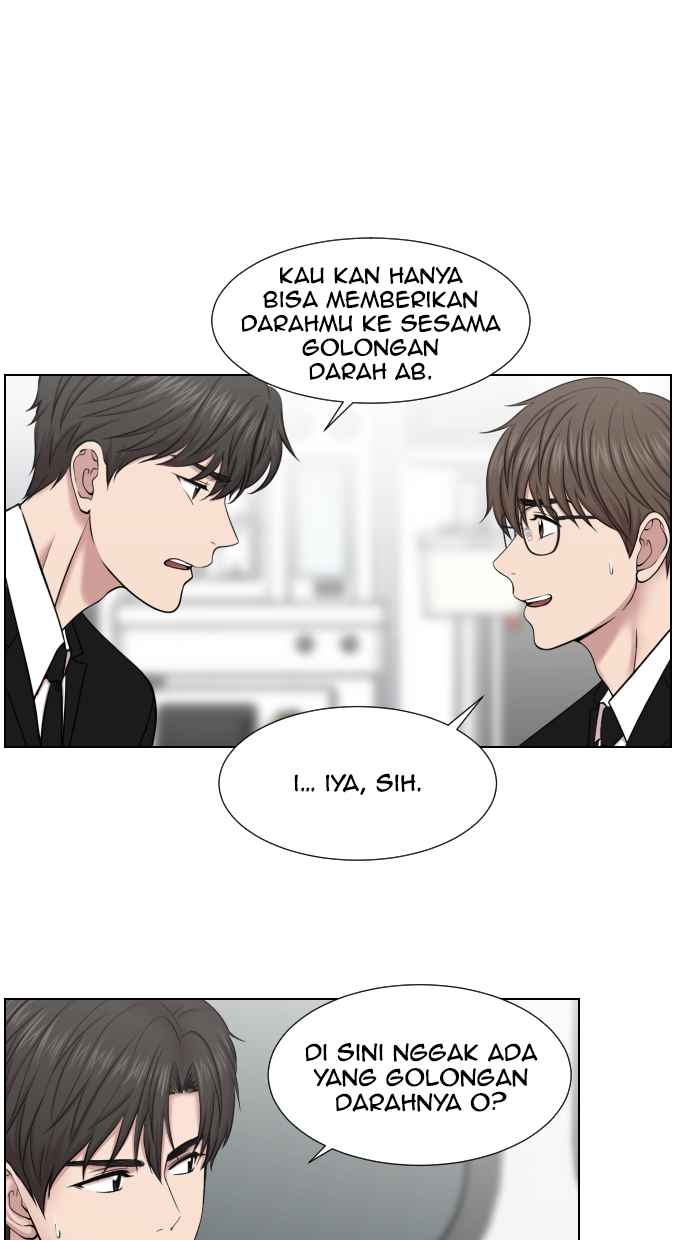 KAU KAN HANYA
BISA MEMBERIKAN
DARAHMU KE SESAMA
GOLONGAN
DARAH AB.
I... IYA, SIH.
DI SINI NGGAK ADA
YANG GOLONGAN
DARAHNYA O?